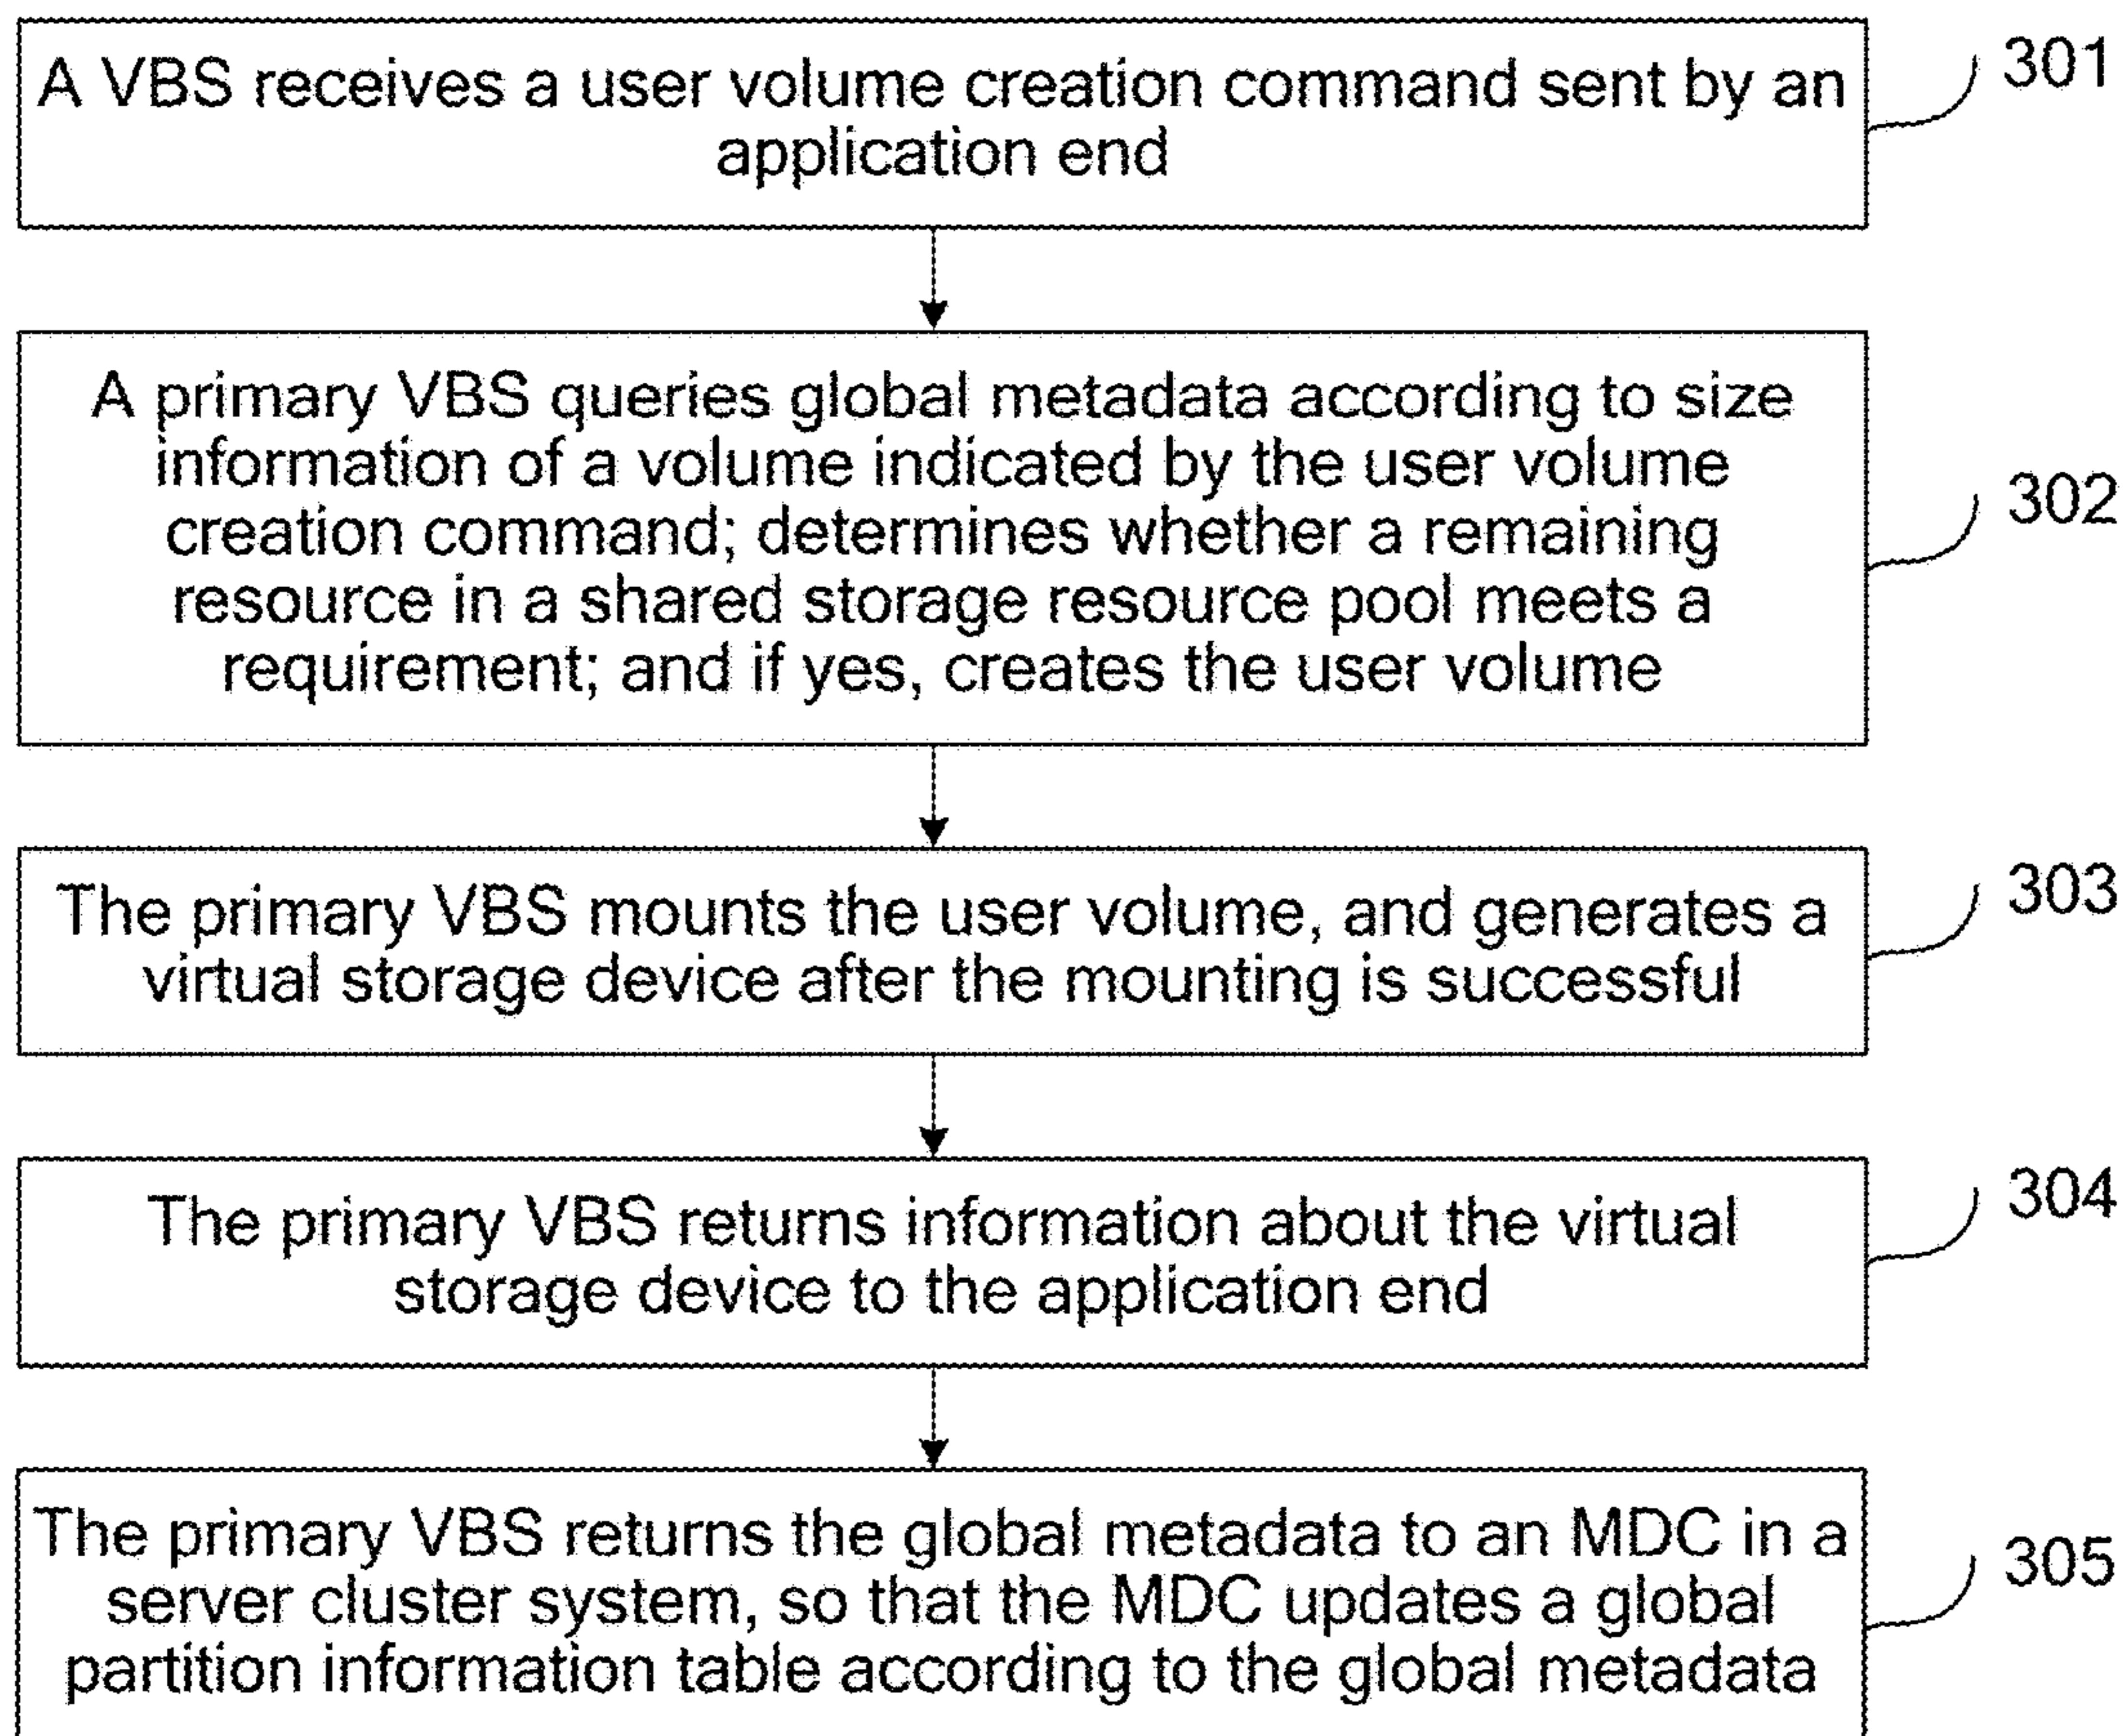 A VBS receives a user volume creation command sent by an
application end
301
A primary VBS queries global metadata according to size
information of a volume indicated by the user volume
creation command; determines whether a remaining
resource in a shared storage resource pool meets a
requirement; and if yes, creates the user volume
302
The primary VBS mounts the user volume, and generates a
virtual storage device after the mounting is successful
303
The primary VBS returns information about the virtual
storage device to the application end
304
The primary VBS returns the global metadata to an MDC in a
server cluster system, so that the MDC updates a global
partition information table according to the global metadata
305